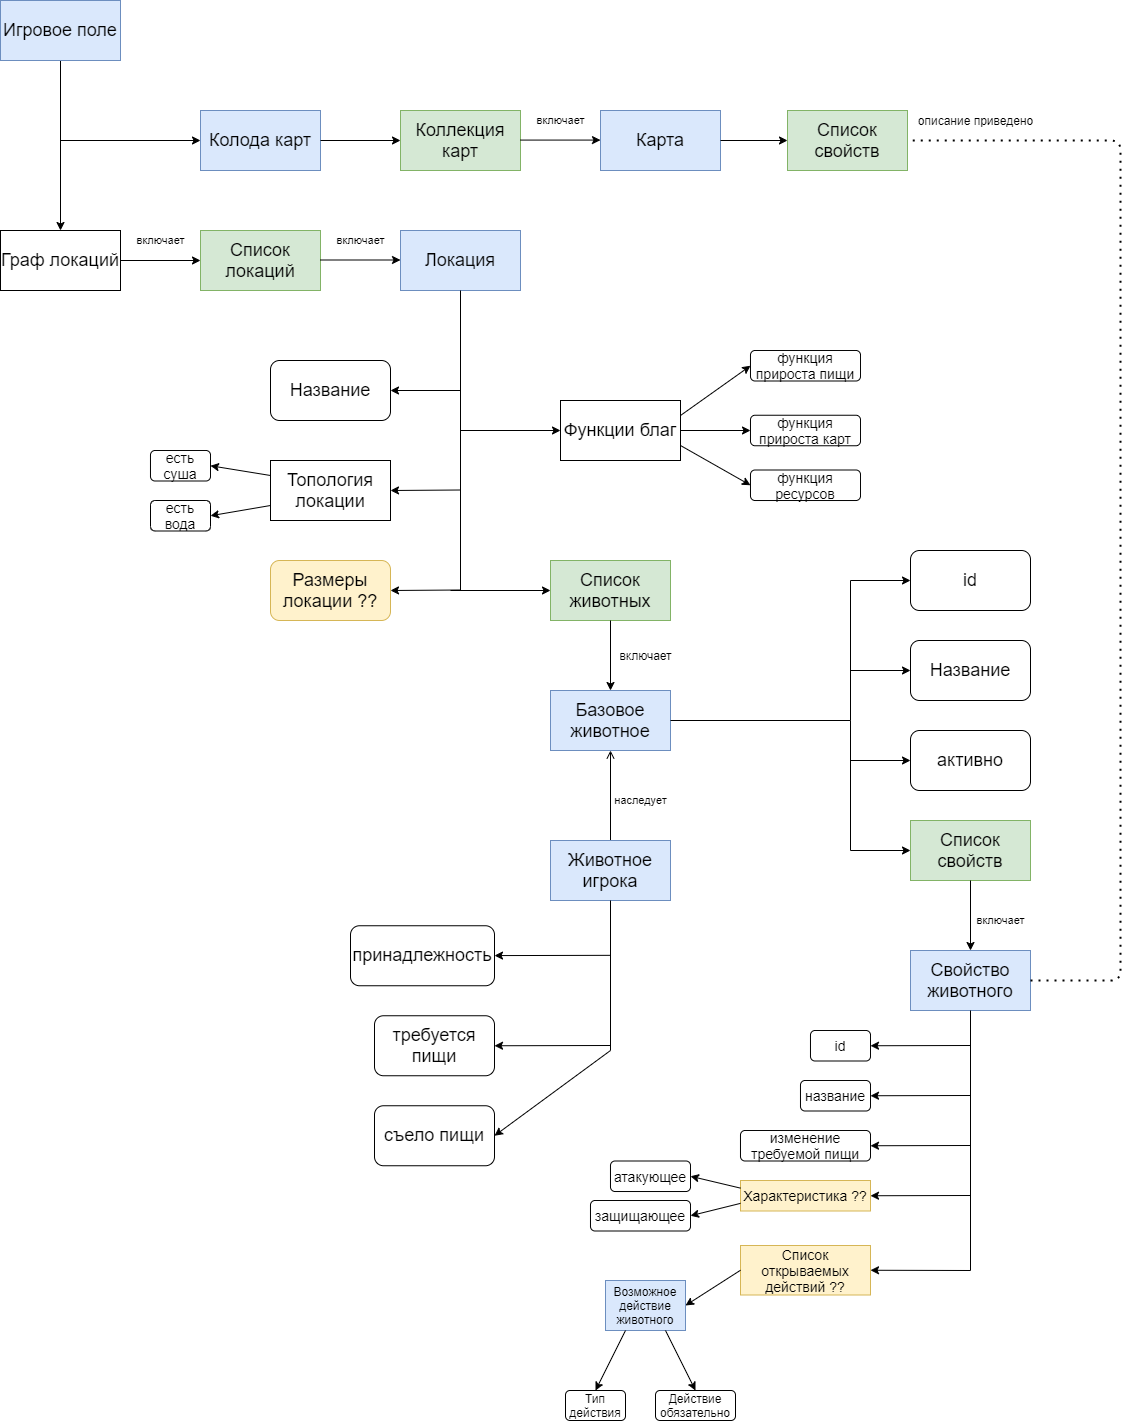 Игровое поле
Колода карт
Коллекция
карт
включает
Карта
Список
свойств
описание приведено
Граф локаций
включает
Список
локаций
включает
Локация
Название
функция
прироста пищи
Функции благ
функция
прироста карт
функция
ресурсов
есть
суша
Топология
локации
есть
вода
Размеры
локации ??
Список
животных
id
включает
Название
Базовое
животное
активно
наследует
Список
свойств
Животное
игрока
включает
принадлежность
Свойство
животного
требуется
пищи
id
название
съело пищи
изменение
требуемой пищи
атакующее
Характеристика ??
защищающее
Список
открываемых
действий ??
Возможное
действие
животного
Тип
действия
Действие
обязательно